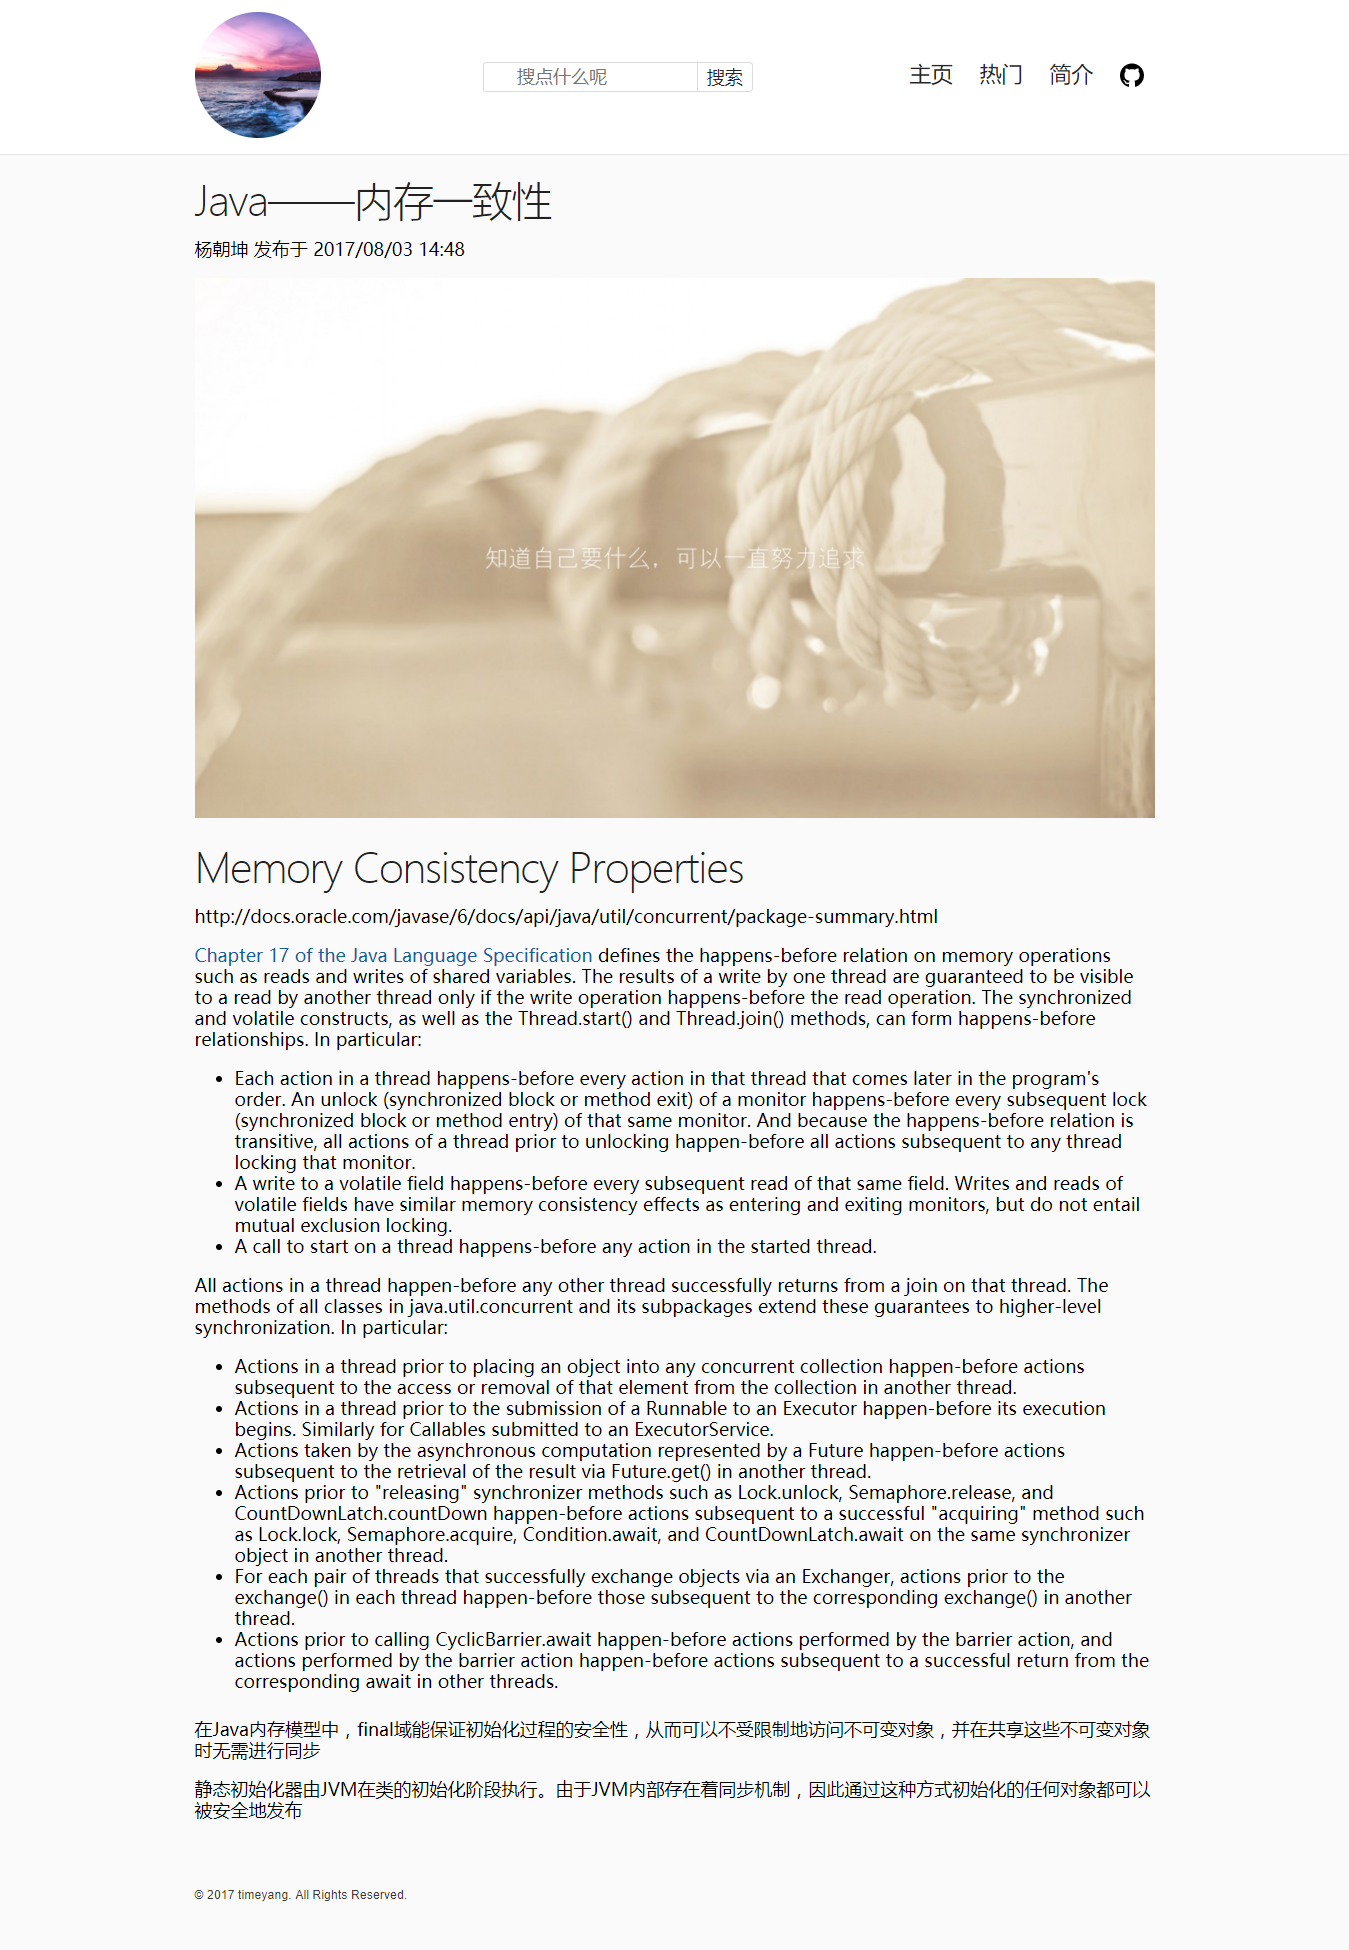 搜点什么呢 搜索 主页 热门 简介
Java——内存一致性
杨朝坤 发布于 2017/08/03 14:48
知道自己要什么，可以一直努力追求
Memory Consistency Properties
http://docs.oracle.com/javase/6/docs/api/java/util/concurrent/package-summary.html
Chapter 17 of the Java Language Specification defines the happens-before relation on memory operations
such as reads and writes of shared variables. The results of a write by one thread are guaranteed to be visible
to a read by another thread only if the write operation happens-before the read operation. The synchronized
and volatile constructs, as well as the Thread.start() and Thread.join() methods, can form happens-before
relationships. In particular:
• Each action in a thread happens-before every action in that thread that comes later in the program's
order. An unlock (synchronized block or method exit) of a monitor happens-before every subsequent lock
(synchronized block or method entry) of that same monitor. And because the happens-before relation is
transitive, all actions of a thread prior to unlocking happen-before all actions subsequent to any thread
locking that monitor.
• A write to a volatile field happens-before every subsequent read of that same field. Writes and reads of
volatile fields have similar memory consistency effects as entering and exiting monitors, but do not entail
mutual exclusion locking.
• A call to start on a thread happens-before any action in the started thread.
All actions in a thread happen-before any other thread successfully returns from a join on that thread. The
methods of all classes in java.util.concurrent and its subpackages extend these guarantees to higher-level
synchronization. In particular:
• Actions in a thread prior to placing an object into any concurrent collection happen-before actions
subsequent to the access or removal of that element from the collection in another thread.
• Actions in a thread prior to the submission of a Runnable to an Executor happen-before its execution
begins. Similarly for Callables submitted to an ExecutorService.
• Actions taken by the asynchronous computation represented by a Future happen-before actions
subsequent to the retrieval of the result via Future.get() in another thread.
• Actions prior to "releasing" synchronizer methods such as Lock.unlock, Semaphore.release, and
CountDownLatch.countDown happen-before actions subsequent to a successful "acquiring" method such
as Lock.lock, Semaphore.acquire, Condition.await, and CountDownLatch.await on the same synchronizer
object in another thread.
• For each pair of threads that successfully exchange objects via an Exchanger, actions prior to the
exchange() in each thread happen-before those subsequent to the corresponding exchange() in another
thread.
• Actions prior to calling CyclicBarrier.await happen-before actions performed by the barrier action, and
actions performed by the barrier action happen-before actions subsequent to a successful return from the
corresponding await in other threads.
在Java内存模型中，final域能保证初始化过程的安全性，从而可以不受限制地访问不可变对象，并在共享这些不可变对象
时无需进行同步
静态初始化器由JVM在类的初始化阶段执行。由于JVM内部存在着同步机制，因此通过这种方式初始化的任何对象都可以
被安全地发布
© 2017 timeyang. All Rights Reserved.